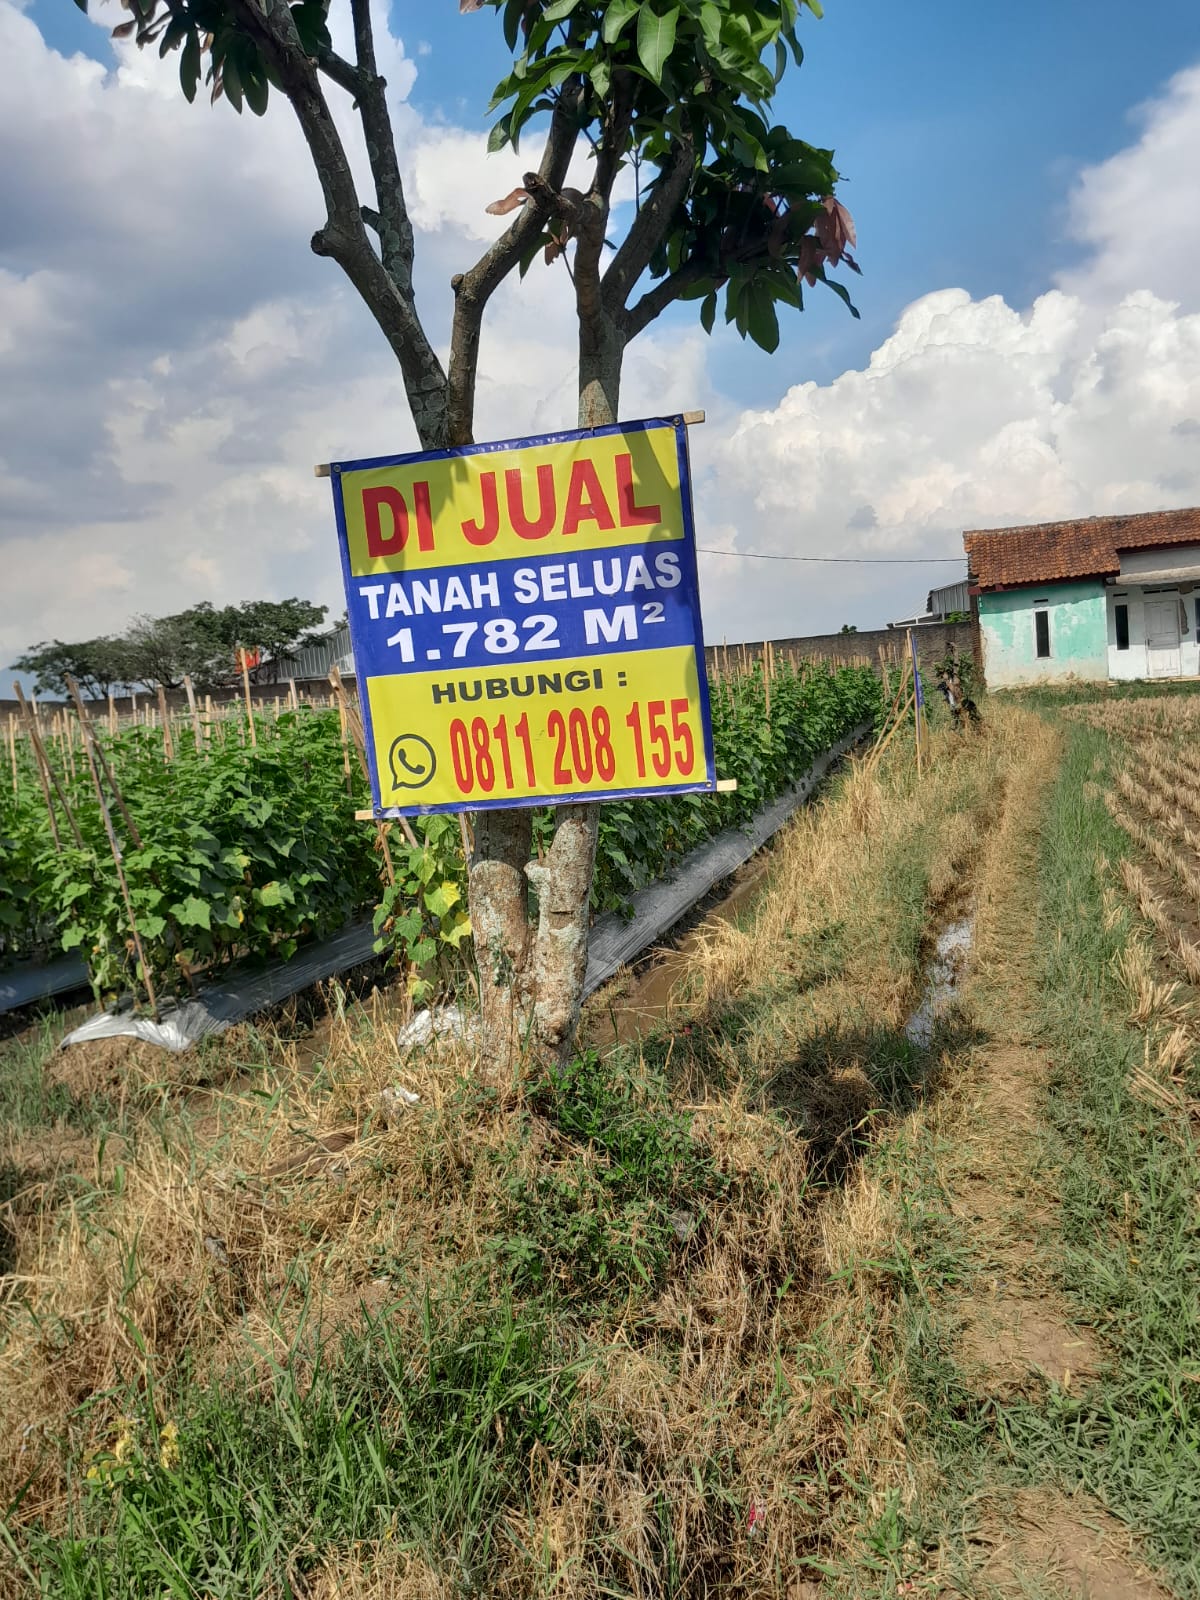 DI JUAL
TANAH SELUAS
1.782 M²
HUBUNGI :
0811 208 155